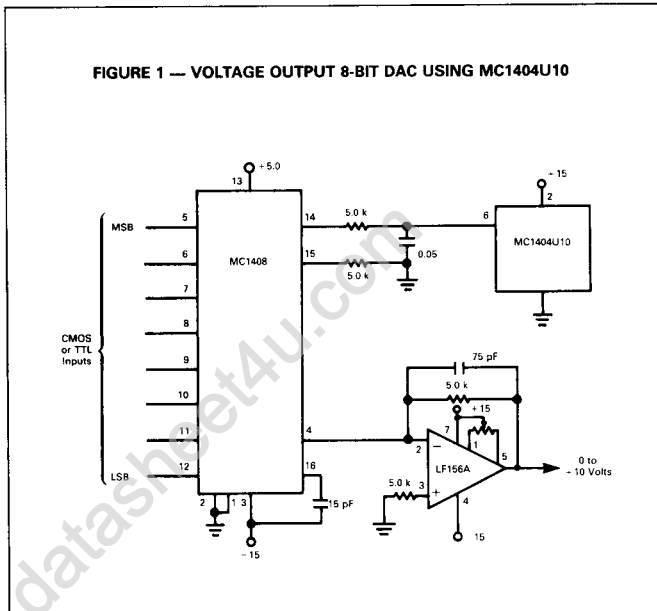 FIGURE 1 — VOLTAGE OUTPUT 8-BIT DAC USING MC1404U10
+ 5.0
13
+ 15
2
MSB
5
14
5.0 k
6
MC1408
MC1404U10
6
15
5.0 k
0.05
7
CMOS
or TTL
Inputs
8
9
75 pF
10
5.0 k
+ 15
11
4
2
−
7
1
5
LF156A
0 to
+ 10 Volts
LSB
12
16
5.0 k
3
+
4
2
1
3
15 pF
- 15
15
datasheet4u.com